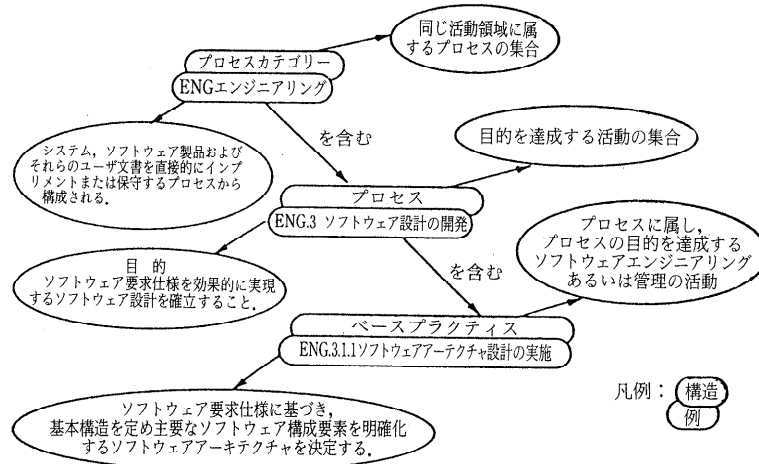 同じ活動領域に属
するプロセスの集合
プロセスカテゴリー
ENGエンジニアリング
を含む
目的を達成する活動の集合
システム，ソフトウェア製品および
それらのユーザ文書を直接的にインプ
リメントまたは保守するプロセスから
構成される．
プロセス
ENG.3 ソフトウェア設計の開発
プロセスに属し，
プロセスの目的を達成する
ソフトウェアエンジニアリング
あるいは管理の活動
目 的
ソフトウェア要求仕様を効果的に実現
するソフトウェア設計を確立すること．
を含む
ベースプラクティス
ENG.3.1.1ソフトウェアアーテクチャ設計の実施
凡例：
構造
例
ソフトウェア要求仕様に基づき，
基本構造を定め主要なソフトウェア構成要素を明確化
するソフトウェアアーキテクチャを決定する．